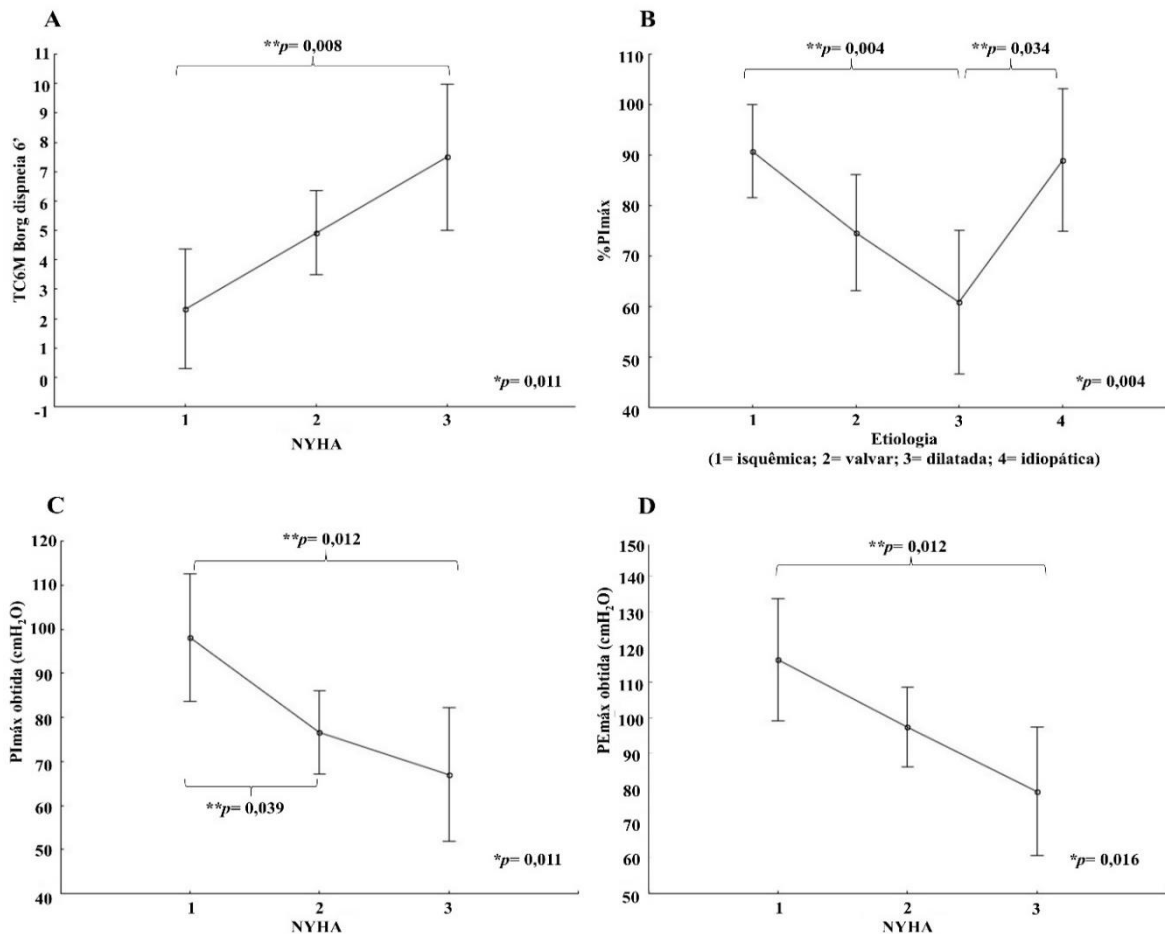 A
**p= 0,008
11
10
9
8
7
6
5
4
3
2
1
0
-1
TC6M Borg dispneia 6’
*p= 0,011
1 2 3
NYHA
B
**p= 0,004 **p= 0,034
100
90
80
70
60
50
40
%PImáx
*p= 0,004
1 2 3 4
Etiologia
(1= isquêmica; 2= valvar; 3= dilatada; 4= idiopática)
C
**p= 0,012
120
110
100
90
80
70
60
50
40
PImáx obtida (cmH₂O)
**p= 0,039
*p= 0,011
1 2 3
NYHA
D
**p= 0,012
150
140
130
120
110
100
90
80
70
60
50
PEmáx obtida (cmH₂O)
*p= 0,016
1 2 3
NYHA